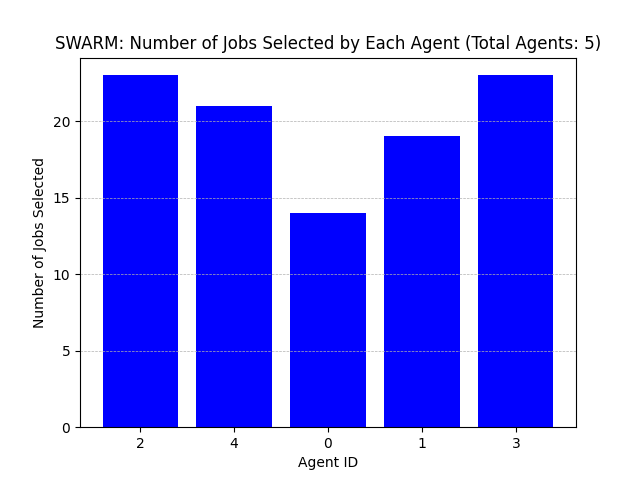 SWARM: Number of Jobs Selected by Each Agent (Total Agents: 5)
Number of Jobs Selected
20
15
10
5
0
2 4 0 1 3
Agent ID